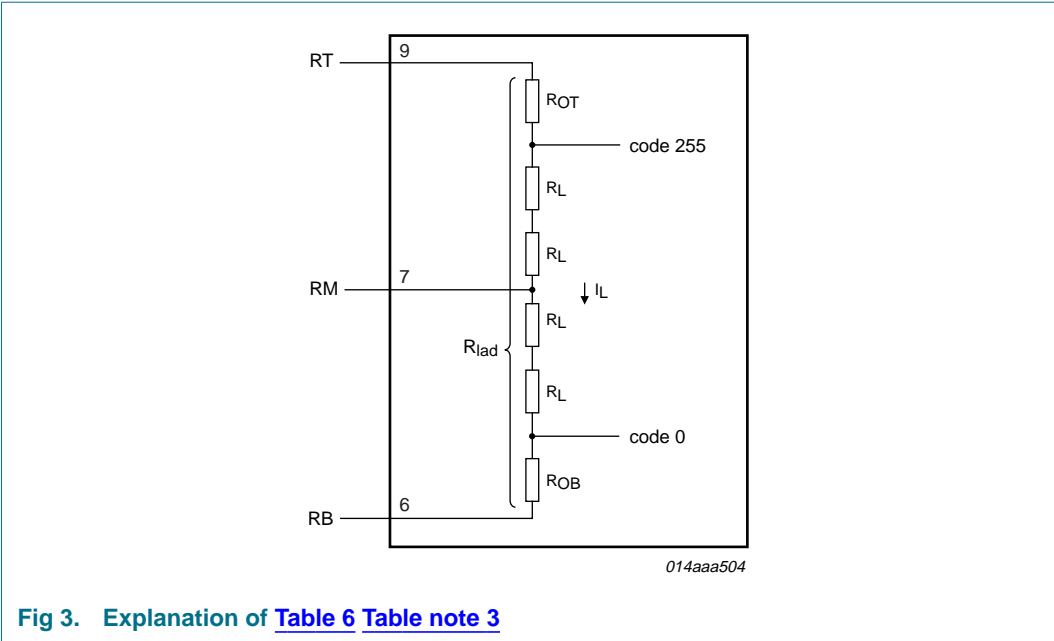 RT
9
ROT
code 255
RL
RL
RM
7
IL
RL
Rlad
RL
code 0
ROB
RB
6
014aaa504
Fig 3. Explanation of Table 6 Table note 3